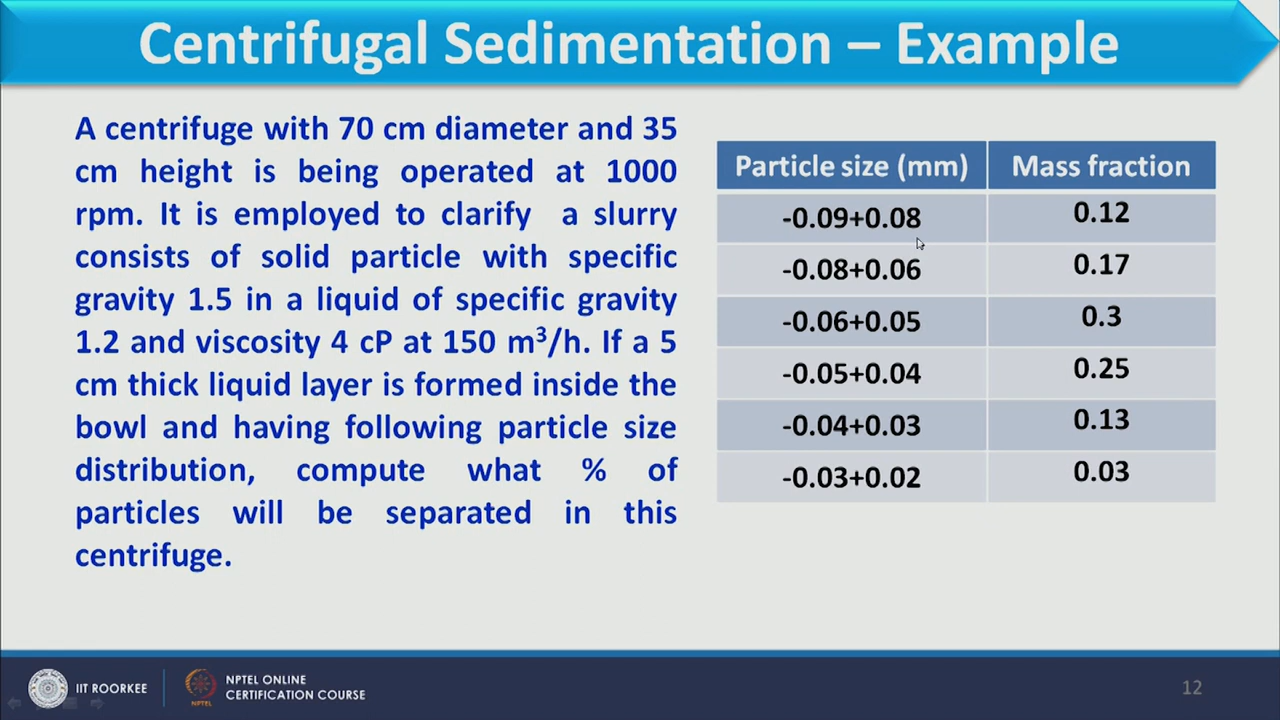 Centrifugal Sedimentation – Example
A centrifuge with 70 cm diameter and 35
cm height is being operated at 1000
rpm. It is employed to clarify a slurry
consists of solid particle with specific
gravity 1.5 in a liquid of specific gravity
1.2 and viscosity 4 cP at 150 m³/h. If a 5
cm thick liquid layer is formed inside the
bowl and having following particle size
distribution, compute what % of
particles will be separated in this
centrifuge.
Particle size (mm) Mass fraction
-0.09+0.08 0.12
-0.08+0.06 0.17
-0.06+0.05 0.3
-0.05+0.04 0.25
-0.04+0.03 0.13
-0.03+0.02 0.03
IIT ROORKEE
NPTEL
NPTEL ONLINE
CERTIFICATION COURSE
12